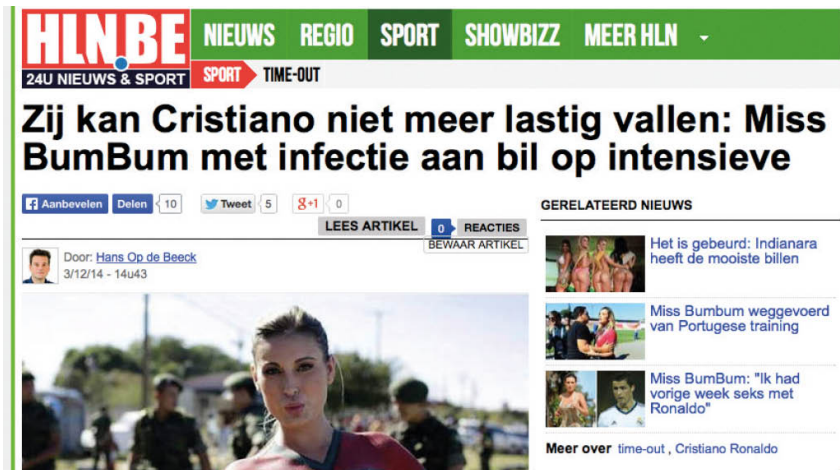 HLN.BE
24U NIEUWS & SPORT
NIEUWS REGIO SPORT SHOWBIZZ MEER HLN
SPORT TIME-OUT
Zij kan Cristiano niet meer lastig vallen: Miss
BumBum met infectie aan bil op intensieve
Aanbevelen Delen 10 Tweet 5 g+1 0
LEES ARTIKEL 0 REACTIES
BEWAAR ARTIKEL
Door: Hans Op de Beeck
3/12/14 - 14u43
GERELATEERD NIEUWS
Het is gebeurd: Indianara
heeft de mooiste billen
Miss Bumbum weggevoerd
van Portugese training
Miss BumBum: "Ik had
vorige week seks met
Ronaldo"
Meer over time-out , Cristiano Ronaldo